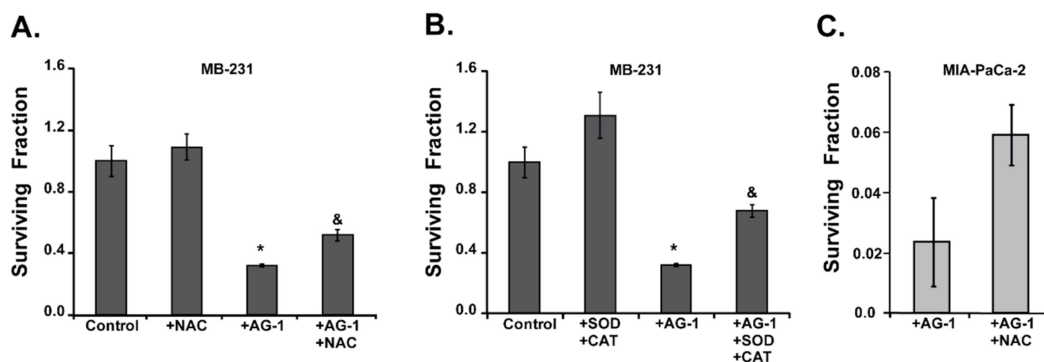 A.
MB-231
Surviving Fraction
1.6
1.2
0.8
0.4
0.0
*
&
Control
+NAC
+AG-1
+AG-1
+NAC
B.
MB-231
Surviving Fraction
1.6
1.2
0.8
0.4
0.0
*
&
Control
+SOD
+CAT
+AG-1
+AG-1
+SOD
+CAT
C.
MIA-PaCa-2
Surviving Fraction
0.08
0.06
0.04
0.02
0
+AG-1
+AG-1
+NAC